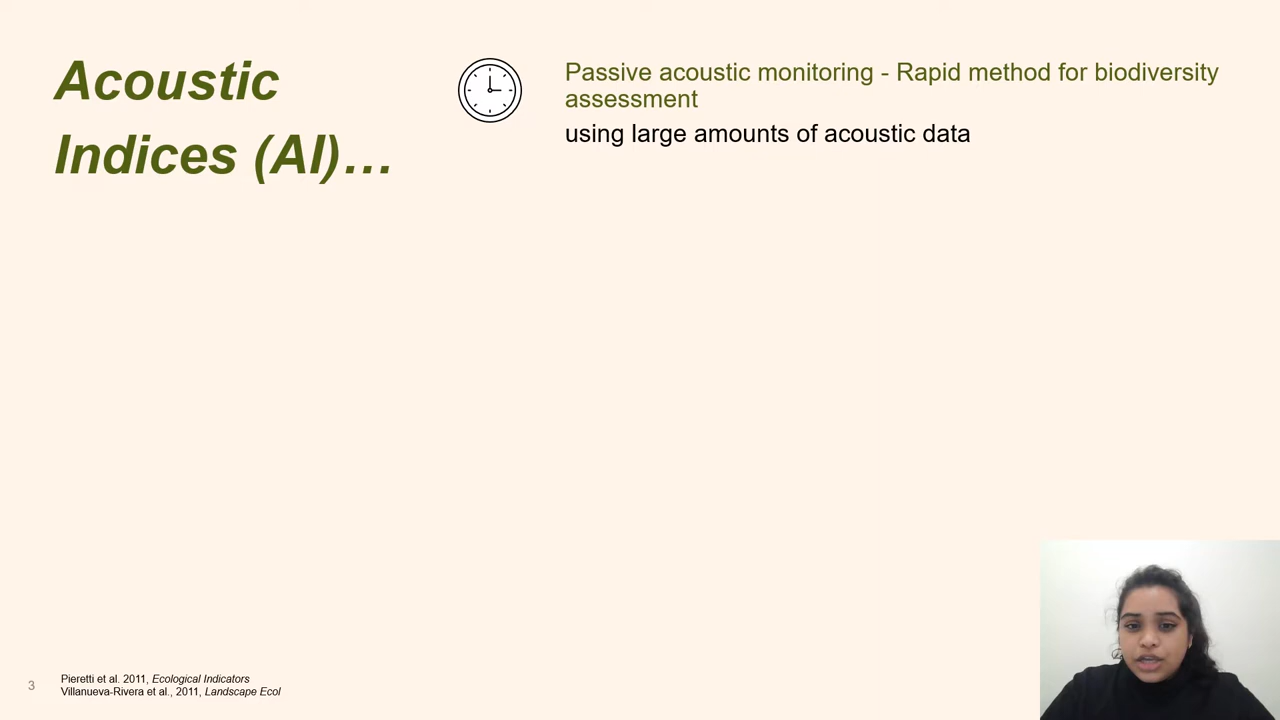 Acoustic
Indices (AI)…
Passive acoustic monitoring - Rapid method for biodiversity
assessment
using large amounts of acoustic data
3
Pieretti et al. 2011, Ecological Indicators
Villanueva-Rivera et al., 2011, Landscape Ecol